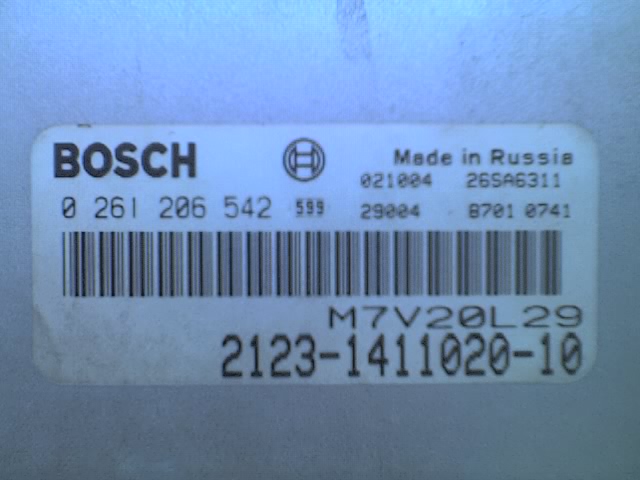 BOSCH Made in Russia
021004 26SA6311
0 261 206 542 599 29004 8701 0741
M7V20L29
2123-1411020-10